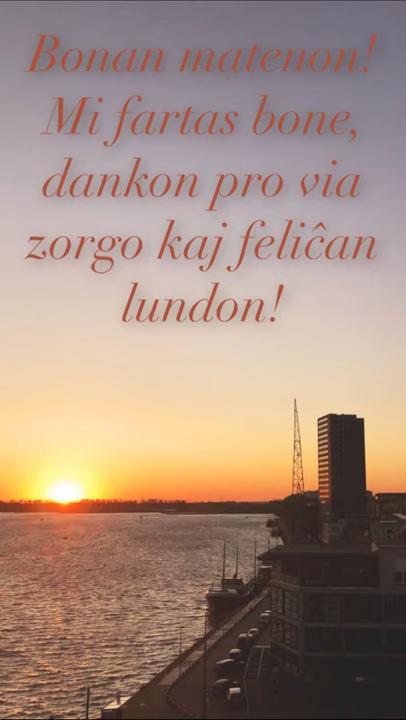 Bonan matenon!
Mi fartas bone,
dankon pro via
zorgo kaj feliĉan
lundon!